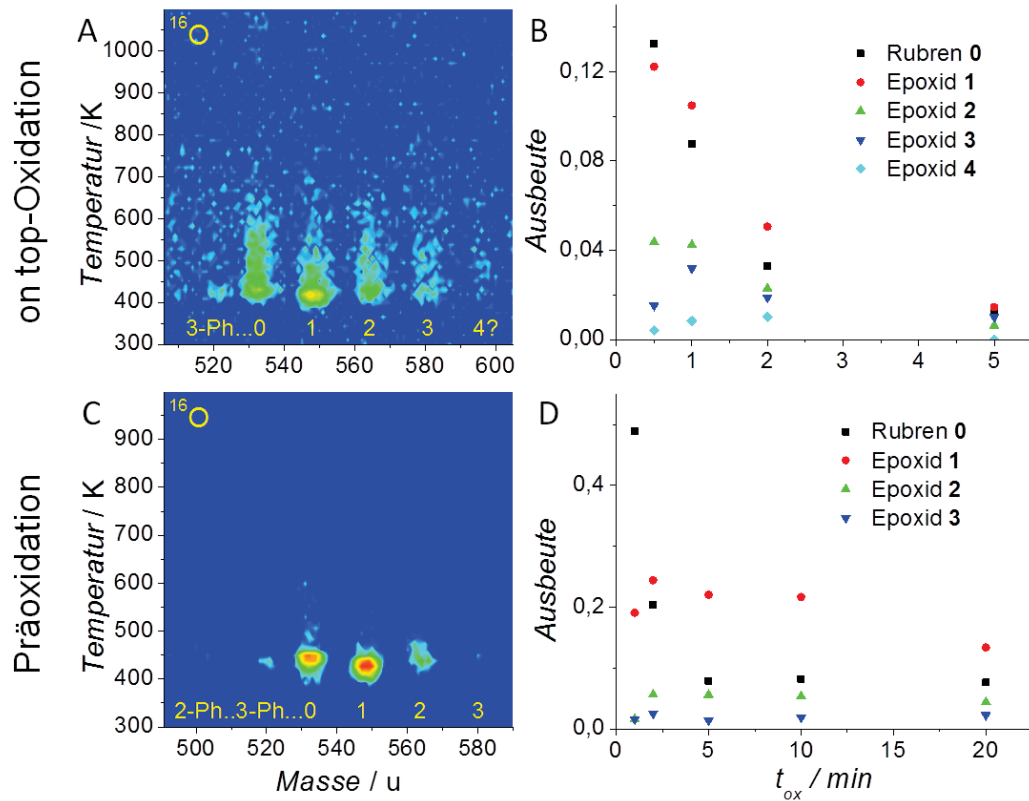 on top-Oxidation
A
16O
Temperatur /K
1100
1000
900
800
700
600
500
400
300
3-Ph...0 1 2 3 4?
520 540 560 580 600
B
Ausbeute
0,12
0,08
0,04
0,00
Rubren 0
Epoxid 1
Epoxid 2
Epoxid 3
Epoxid 4
0 1 2 3 4 5
Präoxidation
C
16O
Temperatur / K
900
800
700
600
500
400
300
2-Ph..3-Ph...0 1 2 3
500 520 540 560 580
Masse / u
D
Ausbeute
0,4
0,2
0,0
Rubren 0
Epoxid 1
Epoxid 2
Epoxid 3
0 5 10 15 20
tox / min